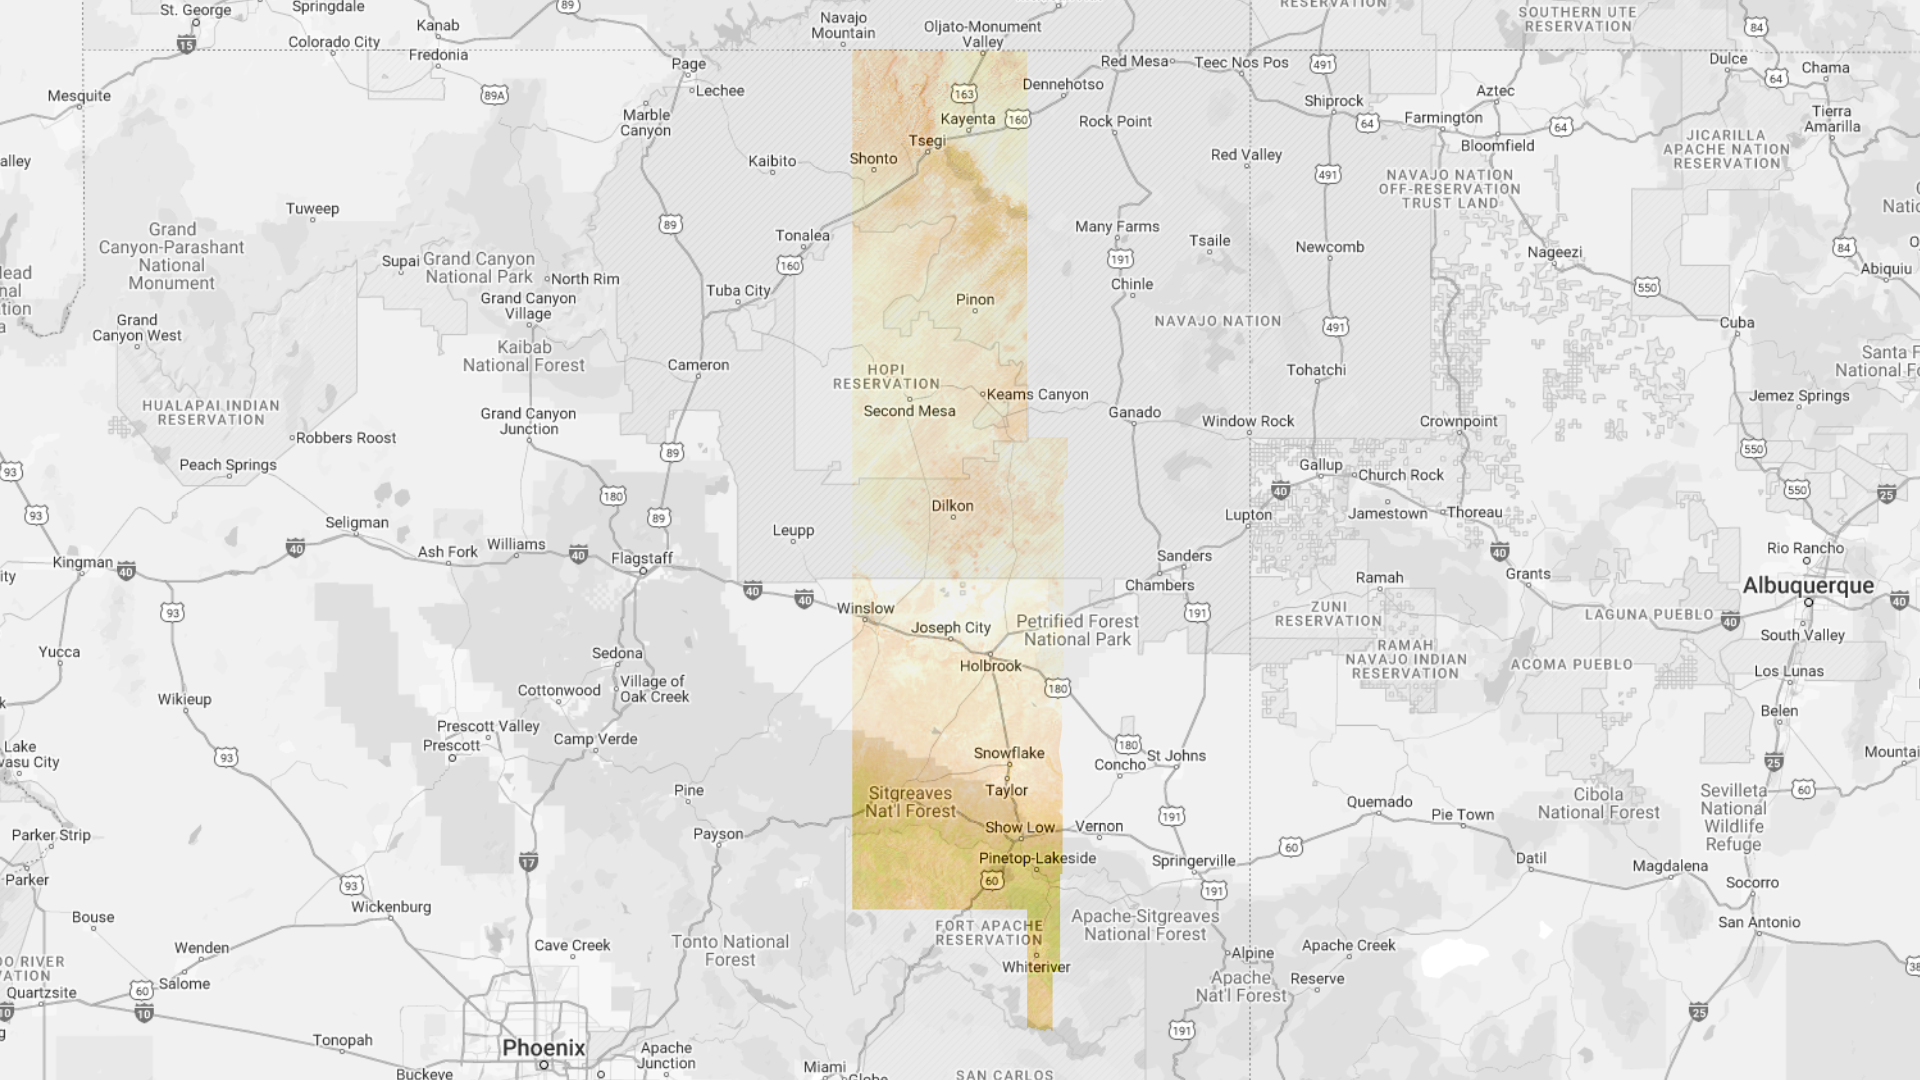 St. George
Springdale
89
RESERVATION
SOUTHERN UTE
RESERVATION
84
Kanab
Navajo
Mountain
Oljato-Monument
Valley
15
Colorado City
Fredonia
Page
Red Mesa
Teec Nos Pos
491
Dulce
64
Chama
Mesquite
89A
Lechee
163
Dennehotso
Shiprock
Aztec
Marble
Canyon
Kayenta
160
Rock Point
64
Farmington
64
Tierra
Amarilla
Tsegi
Bloomfield
JICARILLA
APACHE NATION
RESERVATION
alley
Kaibito
Shonto
Red Valley
491
NAVAJO NATION
OFF-RESERVATION
TRUST LAND
Tuweep
89
Many Farms
Grand
Canyon-Parashant
National
Monument
Tonalea
Tsaile
Newcomb
84
Supai
Grand Canyon
National Park
North Rim
160
191
Nageezi
Abiquiu
Tuba City
Chinle
550
Grand Canyon
Village
Pinon
Grand
Canyon West
NAVAJO NATION
491
Cuba
Kaibab
National Forest
Cameron
HOPI
RESERVATION
Tohatchi
Santa F
National Fo
Keams Canyon
Jemez Springs
HUALAPAI INDIAN
RESERVATION
Grand Canyon
Junction
Second Mesa
Ganado
Window Rock
Crownpoint
Robbers Roost
89
550
93
Peach Springs
Gallup
Church Rock
180
40
550
25
93
Seligman
89
Dilkon
Lupton
Jamestown
Thoreau
40
Ash Fork
Williams
40
Flagstaff
Leupp
Sanders
40
Rio Rancho
Kingman
40
Chambers
Ramah
Grants
Albuquerque
40
40
40
Winslow
191
ZUNI
RESERVATION
LAGUNA PUEBLO
40
93
Joseph City
Petrified Forest
National Park
South Valley
Yucca
Sedona
Holbrook
RAMAH
NAVAJO INDIAN
RESERVATION
ACOMA PUEBLO
Los Lunas
Cottonwood
Village of
Oak Creek
180
Wikieup
Belen
Prescott Valley
Prescott
Camp Verde
Snowflake
180
Concho
St Johns
Lake
vasu City
93
25
Mountai
Pine
Sitgreaves
Nat'l Forest
Taylor
Quemado
Cibola
National Forest
Sevilleta
National
Wildlife
Refuge
60
Parker Strip
Payson
Show Low
Vernon
191
Pie Town
60
Parker
Pinetop-Lakeside
Springerville
Datil
Magdalena
17
93
60
191
Socorro
Bouse
Wickenburg
FORT APACHE
RESERVATION
Apache-Sitgreaves
National Forest
San Antonio
Wenden
Cave Creek
Tonto National
Forest
Alpine
Apache Creek
DO RIVER
VATION
Salome
60
Whiteriver
Apache
Nat'l Forest
Reserve
Quartzsite
10
10
25
Tonopah
Phoenix
Apache
Junction
191
Buckeye
Miami
Globe
SAN CARLOS